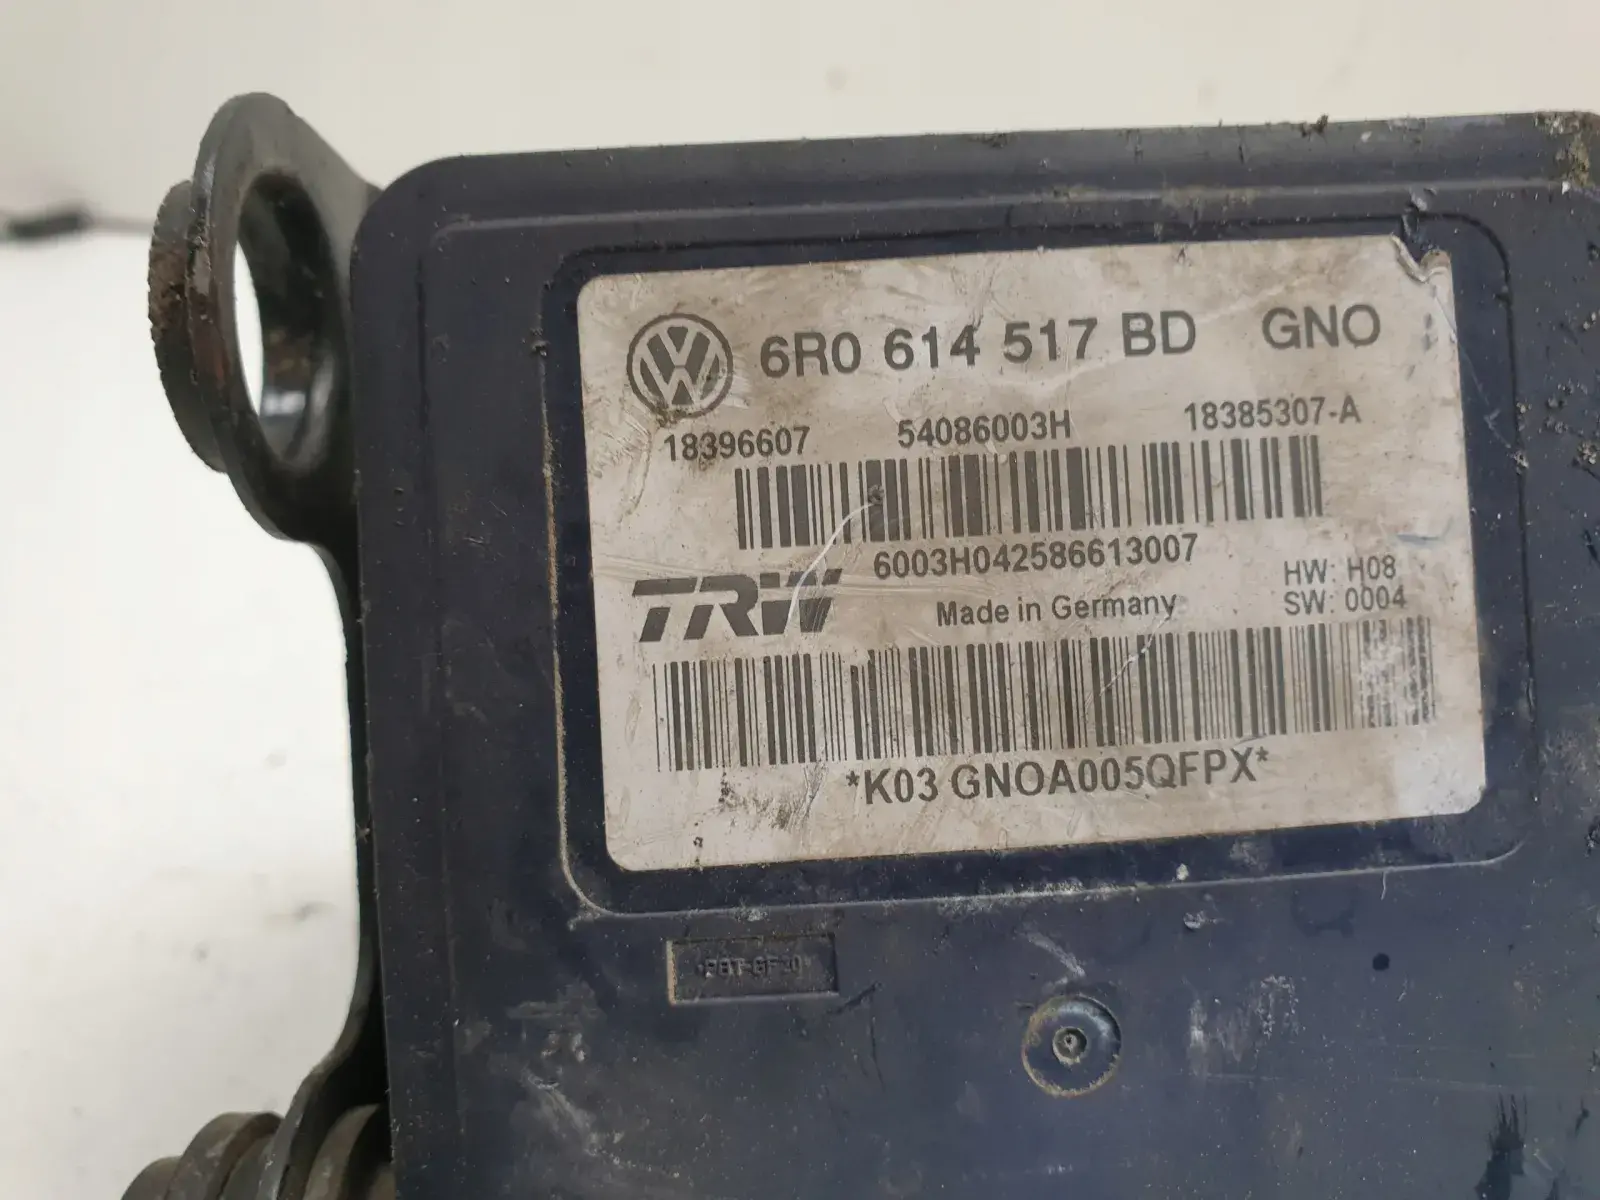 6R0 614 517 BD GNO
18396607 54086003H 18385307-A
6003H042586613007
TRW Made in Germany HW: H08
SW: 0004
*K03 GNOA005QFPX*